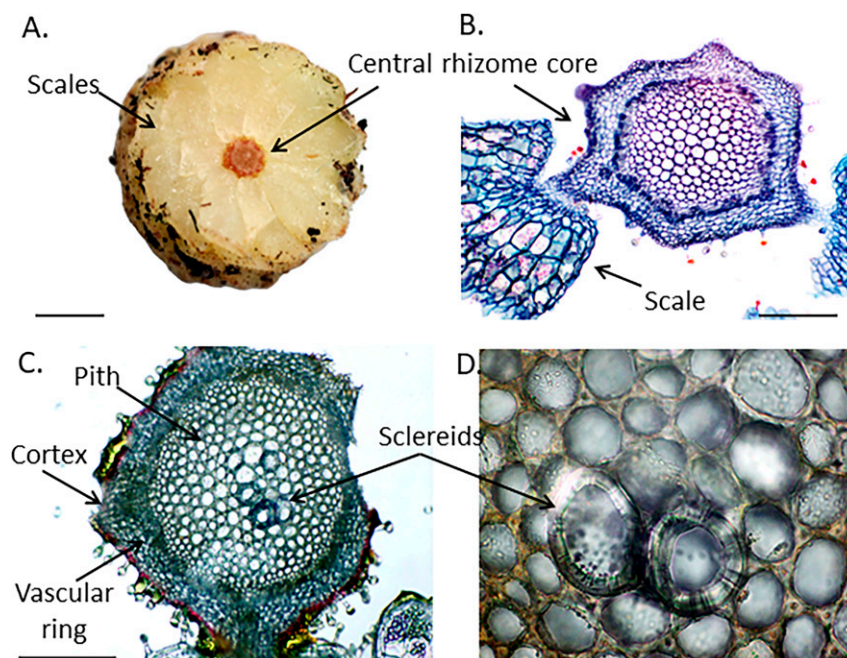 A.
B.
Scales
Central rhizome core
Scale
C.
D.
Pith
Sclereids
Cortex
Vascular
ring